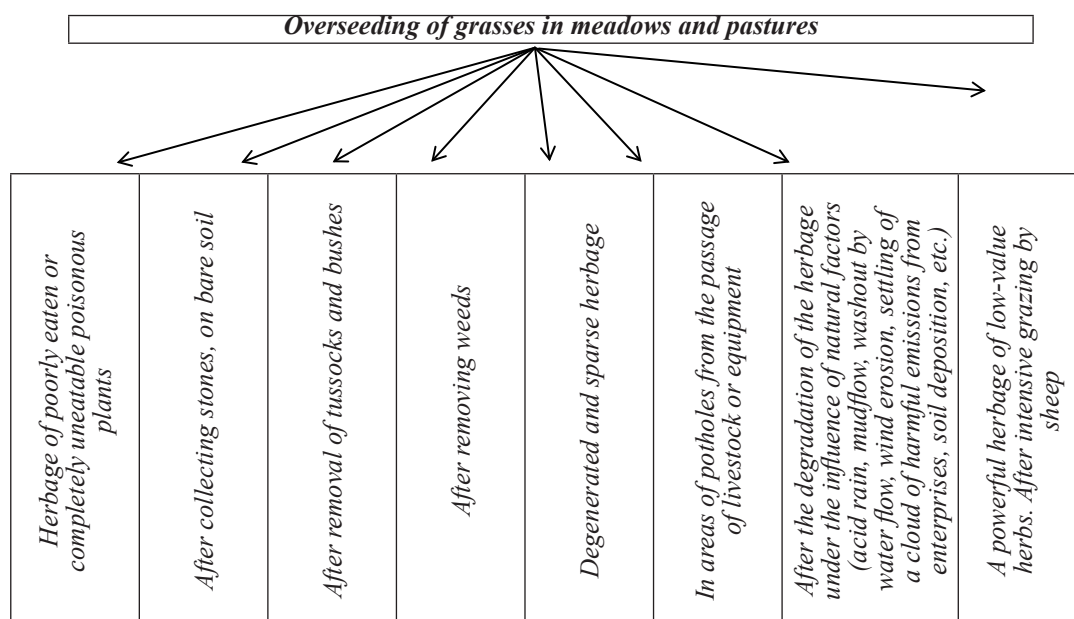 Overseeding of grasses in meadows and pastures
Herbage of poorly eaten or
completely uneatable poisonous
plants
After collecting stones, on bare soil
After removal of tussocks and bushes
After removing weeds
Degenerated and sparse herbage
In areas of potholes from the passage
of livestock or equipment
After the degradation of the herbage
under the influence of natural factors
(acid rain, mudflow, washout by
water flow, wind erosion, settling of
a cloud of harmful emissions from
enterprises, soil deposition, etc.)
A powerful herbage of low-value
herbs. After intensive grazing by
sheep